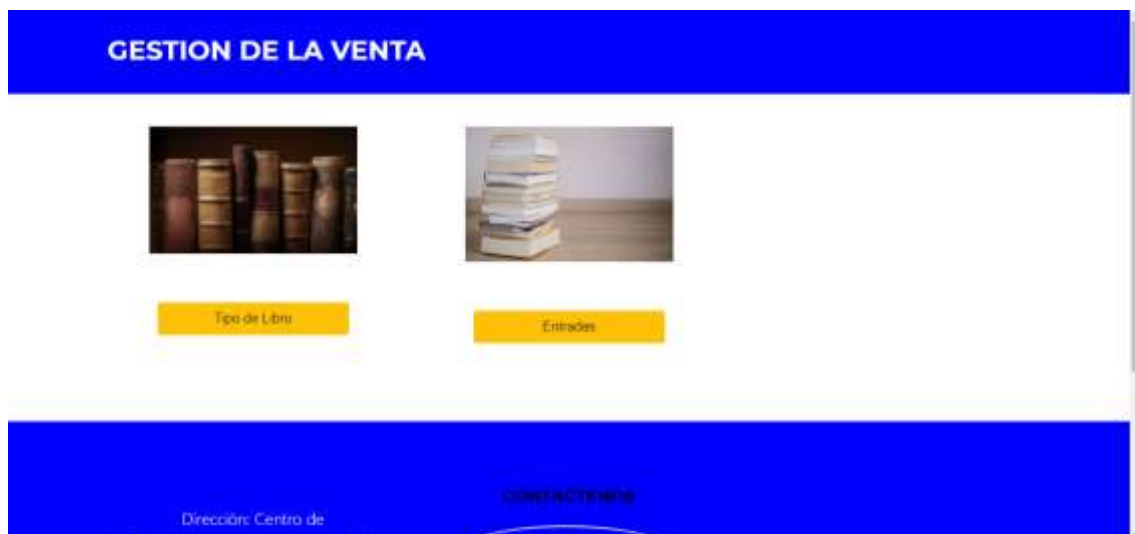 GESTION DE LA VENTA
Tipo de Libro
Entradas
CONTACTENOS
Dirección: Centro de